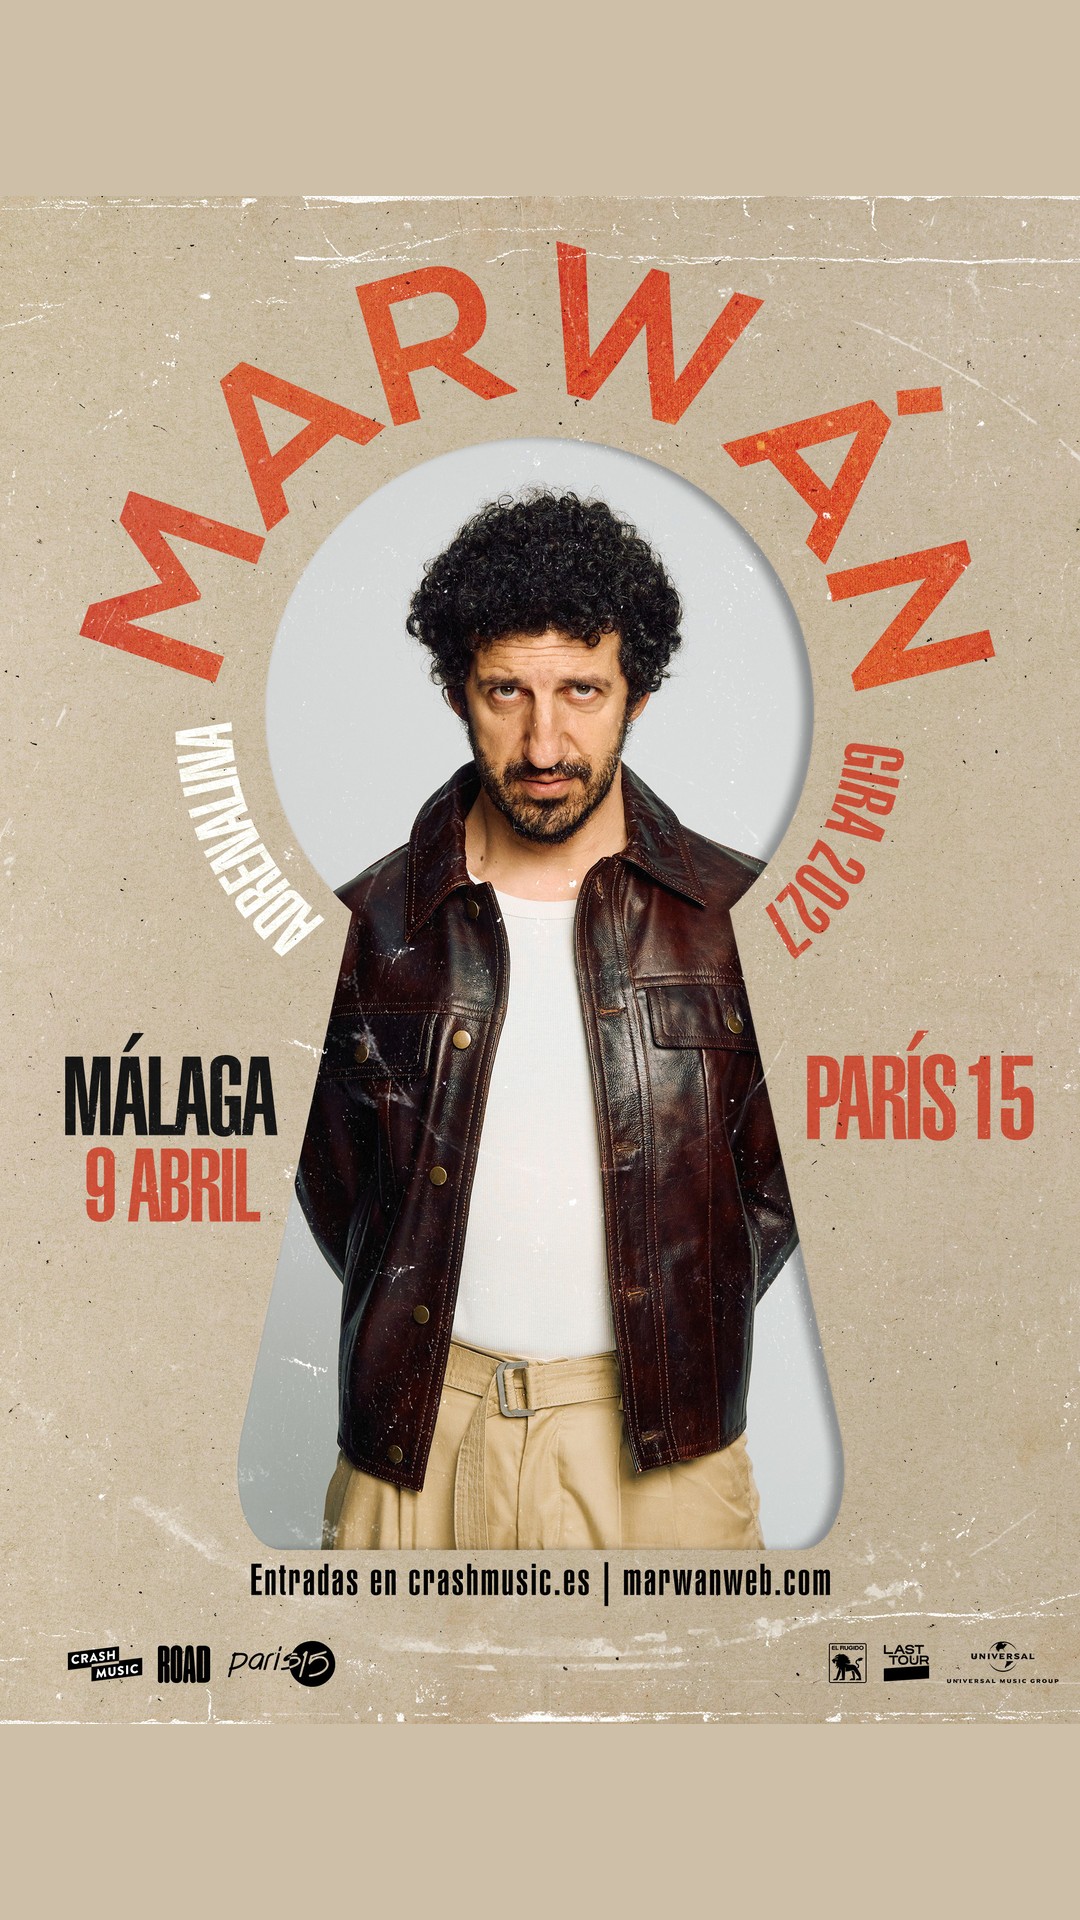 MARWÁN
ADRENALINA
GIRA 2027
MÁLAGA
9 ABRIL
PARÍS 15
Entradas en crashmusic.es | marwanweb.com
CRASH
MUSIC
ROAD
paris15
EL RUGIDO
LAST
TOUR
UNIVERSAL
UNIVERSAL MUSIC GROUP